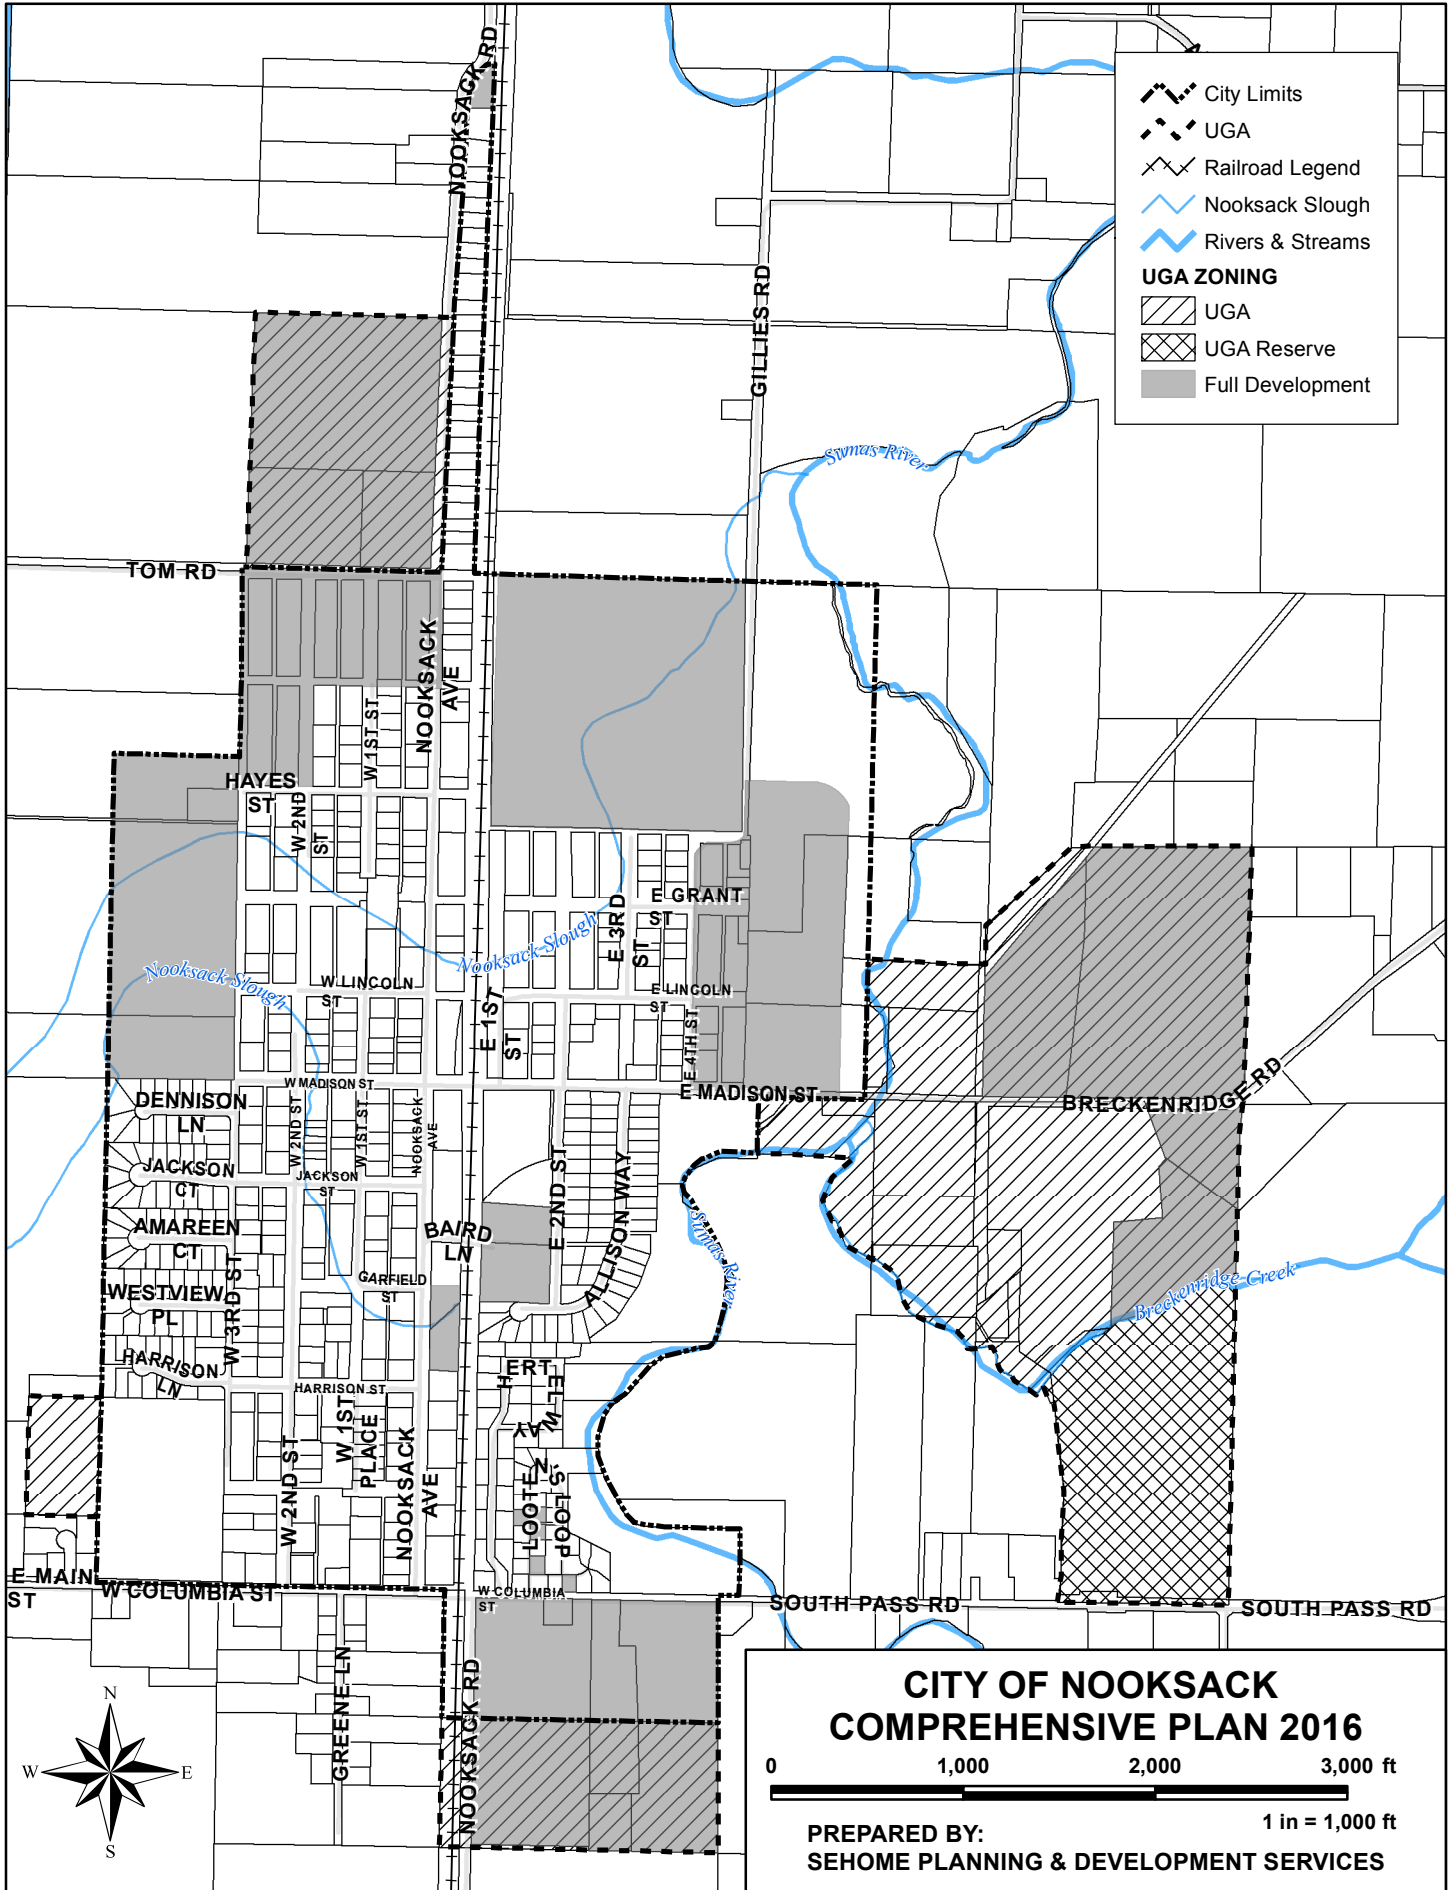 NOOKSACK RD
City Limits
UGA
Railroad Legend
Nooksack Slough
Rivers & Streams
UGA ZONING
UGA
UGA Reserve
Full Development
GILLIES RD
Sumas River
TOM RD
NOOKSACK
AVE
W 1ST ST
HAYES
ST
W 2ND
ST
E GRANT
ST
E 3RD
ST
Nooksack Slough
Nooksack Slough
W LINCOLN
ST
E LINCOLN
ST
E 1ST
ST
E 4TH ST
W MADISON ST
E MADISON ST
BRECKENRIDGE RD
DENNISON
LN
W 2ND ST
W 1ST ST
NOOKSACK
AVE
JACKSON
CT
JACKSON
ST
E 2ND ST
ALLISON WAY
AMAREEN
CT
BAIRD
LN
Sumas River
W 3RD ST
GARFIELD
ST
WESTVIEW
PL
Breckenridge Creek
HARRISON
LN
HARRISON ST
HERTEL WAY
W 1ST
PLACE
NOOKSACK
AVE
W 2ND ST
LOOTEN'S LOOP
E MAIN
ST
W COLUMBIA ST
W COLUMBIA
ST
SOUTH PASS RD
SOUTH PASS RD
GREENE LN
NOOKSACK RD
N
W
E
S
CITY OF NOOKSACK
COMPREHENSIVE PLAN 2016
0 1,000 2,000 3,000 ft
1 in = 1,000 ft
PREPARED BY:
SEHOME PLANNING & DEVELOPMENT SERVICES